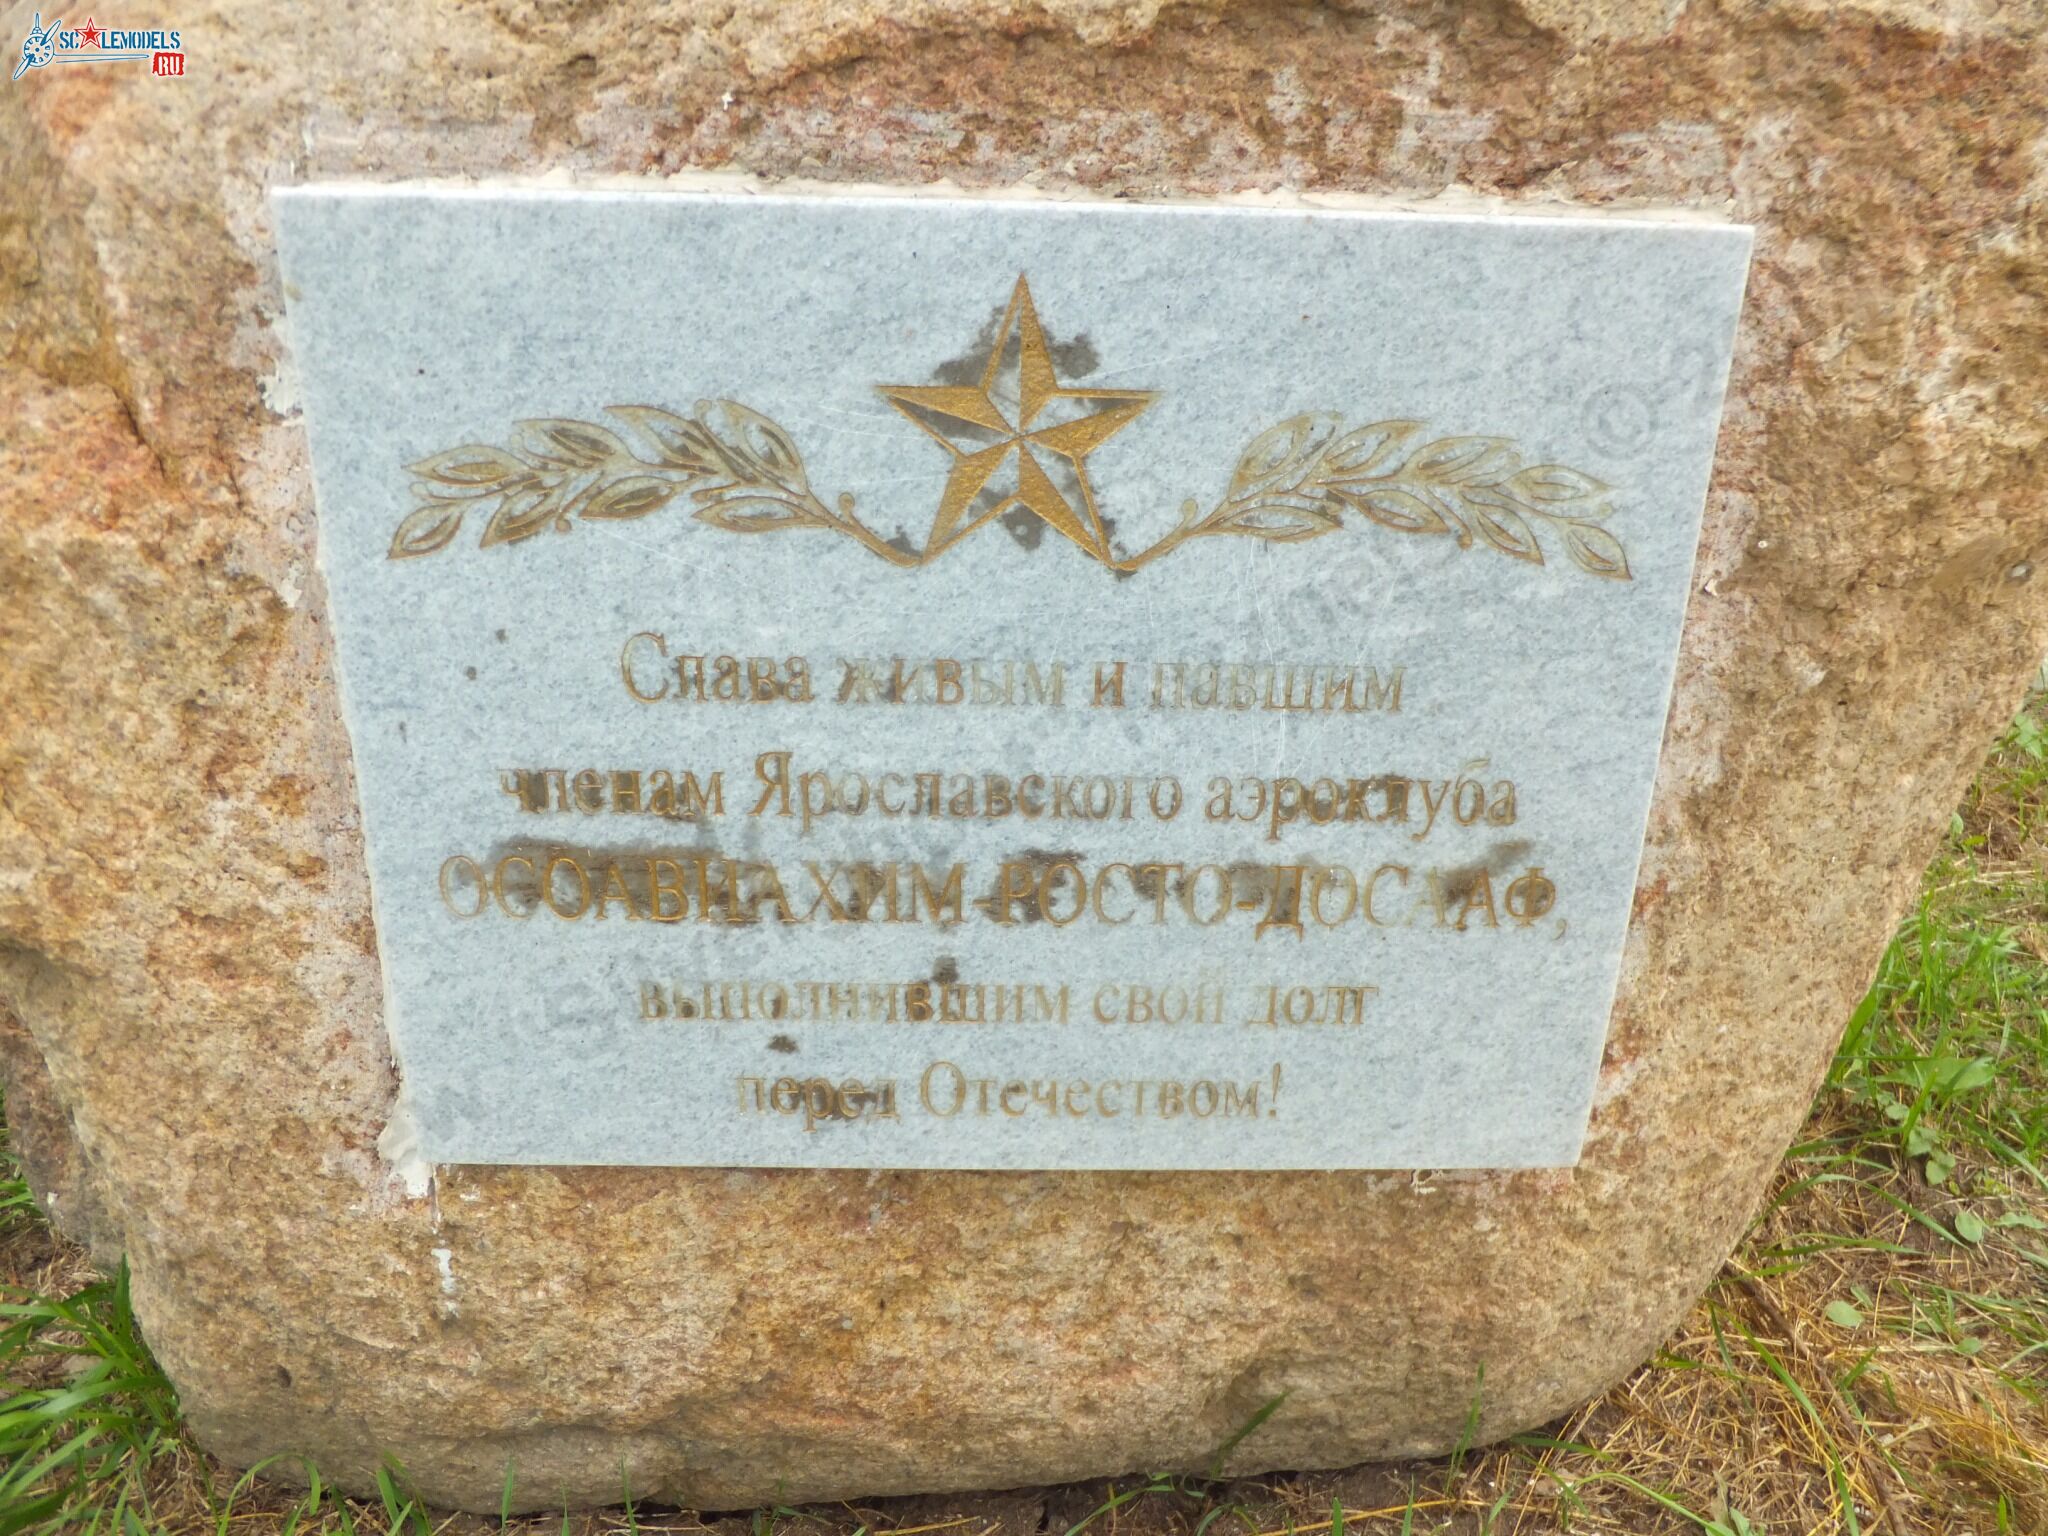 SCALEMODELS
RU
Слава живым и павшим
членам Ярославского аэроклуба
ОСОАВИАХИМ-РОСТО-ДОСААФ,
выполнившим свой долг
перед Отечеством!